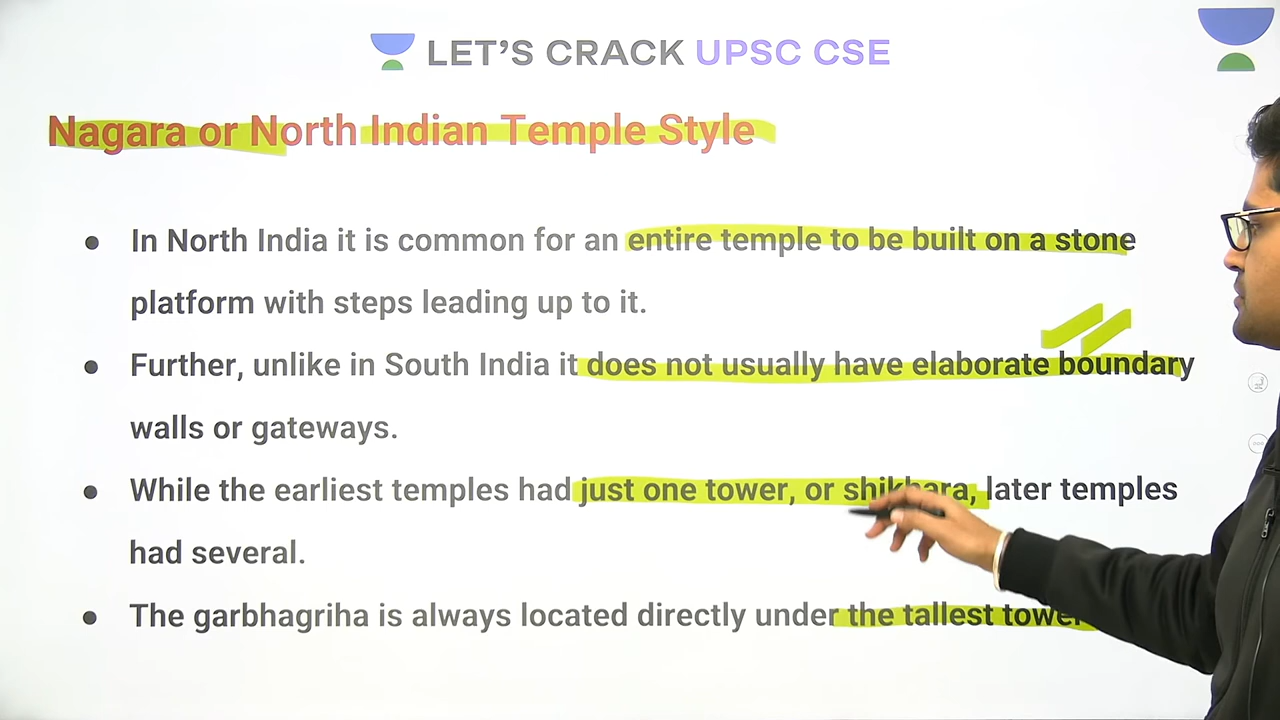 LET'S CRACK UPSC CSE
Nagara or North Indian Temple Style
● In North India it is common for an entire temple to be built on a stone
platform with steps leading up to it.
● Further, unlike in South India it does not usually have elaborate boundary
walls or gateways.
● While the earliest temples had just one tower, or shikhara, later temples
had several.
● The garbhagriha is always located directly under the tallest tower